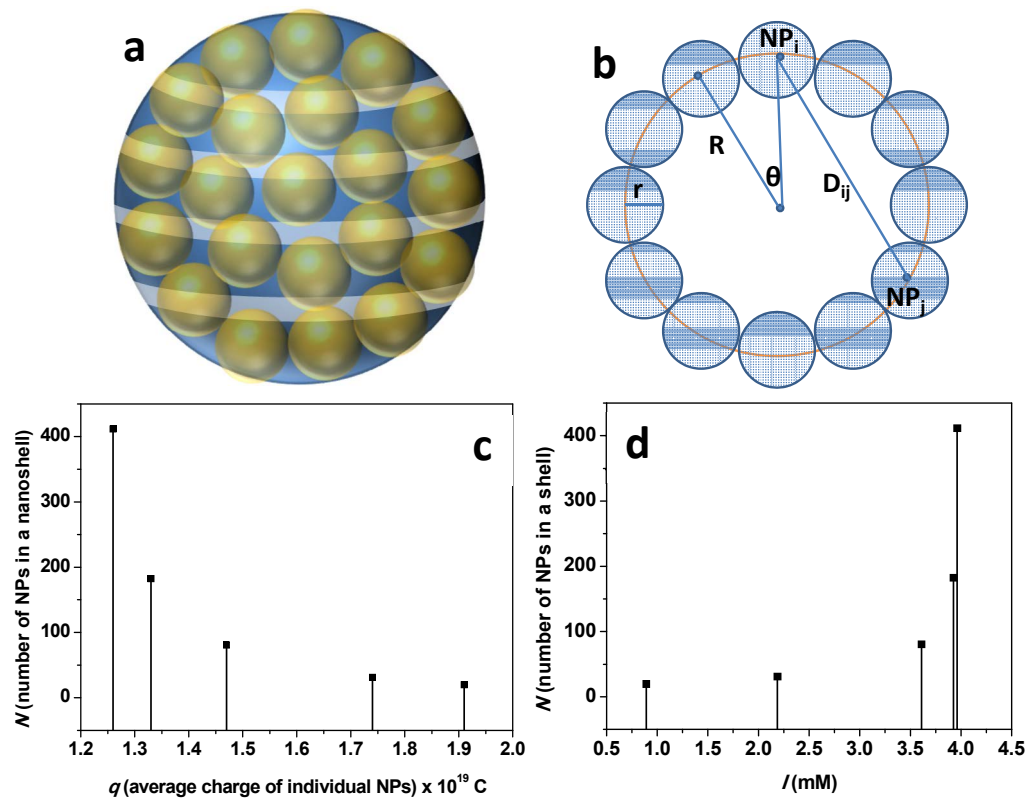 a
b
NPi
R
θ
Dij
r
NPj
c
400
300
200
100
0
N (number of NPs in a nanoshell)
1.2 1.3 1.4 1.5 1.6 1.7 1.8 1.9 2.0
q (average charge of individual NPs) x 10^19 C
d
400
300
200
100
0
N (number of NPs in a shell)
0.5 1.0 1.5 2.0 2.5 3.0 3.5 4.0 4.5
I (mM)